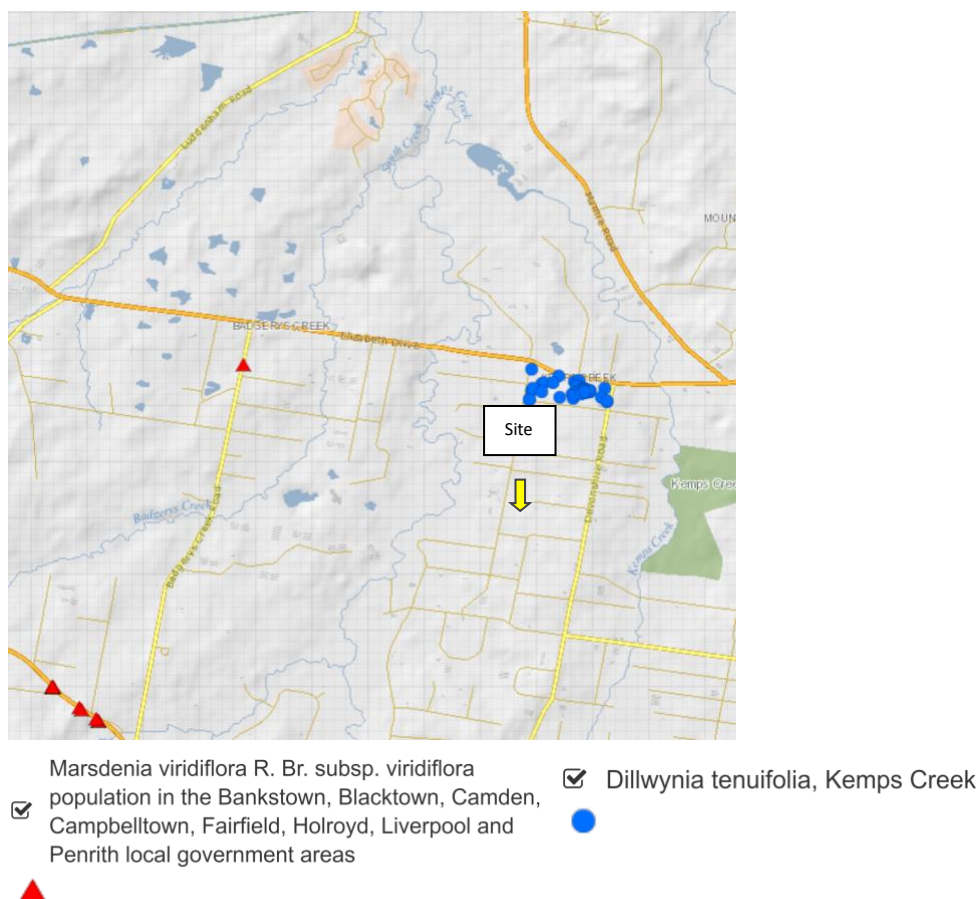 Luddenham Road
Kemps Creek
South Creek
Mamre Road
MOUN
BADGERYS CREEK
Elizabeth Drive
Site
Kemps Cree
Devonshire Road
Badgerys Creek
Kemps Creek
Badgerys Creek Road
Marsdenia viridiflora R. Br. subsp. viridiflora
population in the Bankstown, Blacktown, Camden,
Campbelltown, Fairfield, Holroyd, Liverpool and
Penrith local government areas
Dillwynia tenuifolia, Kemps Creek